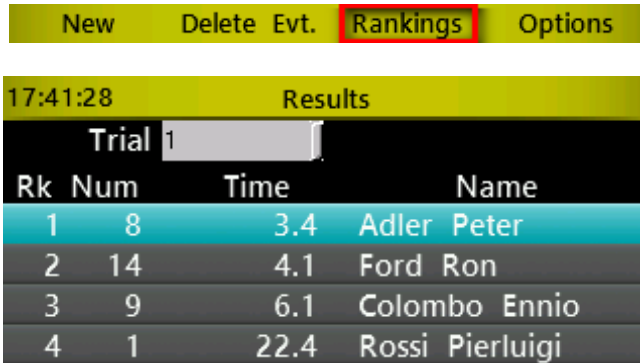 New Delete Evt. Rankings Options
17:41:28 Results
Trial 1
Rk Num Time Name
1 8 3.4 Adler Peter
2 14 4.1 Ford Ron
3 9 6.1 Colombo Ennio
4 1 22.4 Rossi Pierluigi